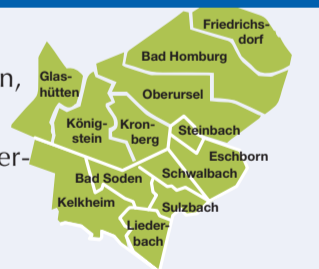 Friedrichs-
dorf
Bad Homburg
n,
Glas-
hütten
Oberursel
König-
stein
Kron-
berg
Steinbach
er-
Eschborn
Schwalbach
Bad Soden
Kelkheim
Sulzbach
Lieder-
bach